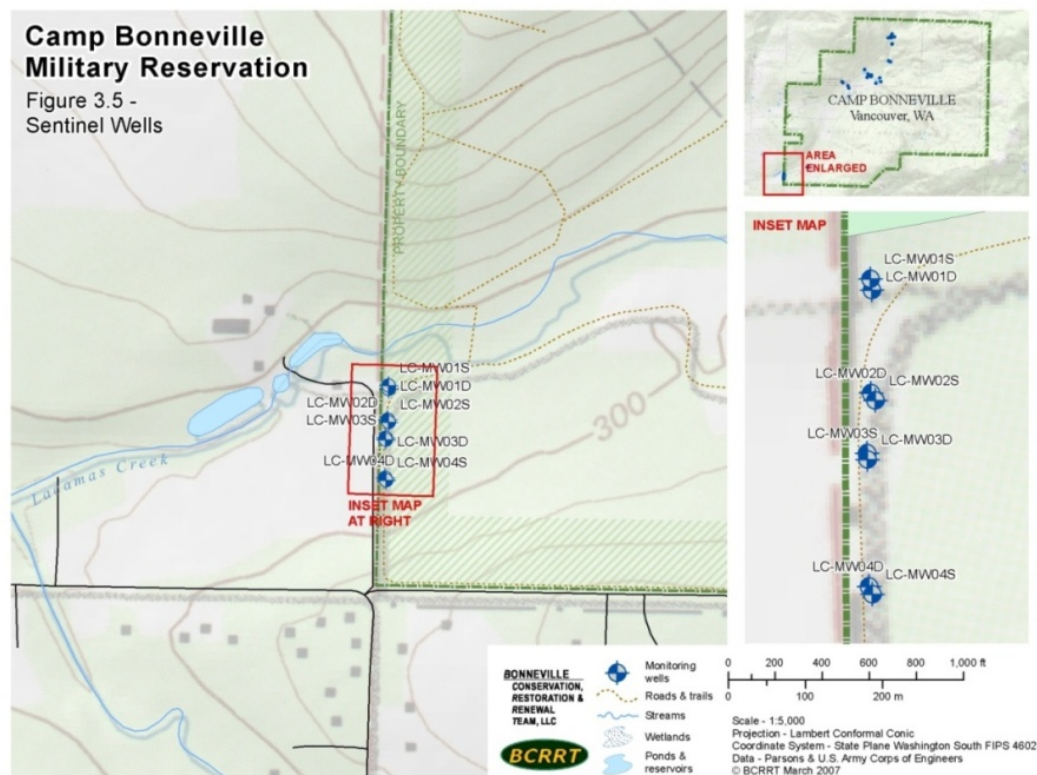 Camp Bonneville
Military Reservation
Figure 3.5 -
Sentinel Wells
PROPERTY BOUNDARY
LC-MW01S
LC-MW01D
LC-MW02D
LC-MW02S
LC-MW03S
LC-MW03D
LC-MW04D
LC-MW04S
300
Lacamas Creek
INSET MAP
AT RIGHT
CAMP BONNEVILLE
Vancouver, WA
AREA
ENLARGED
INSET MAP
LC-MW01S
LC-MW01D
LC-MW02D
LC-MW02S
LC-MW03S
LC-MW03D
LC-MW04D
LC-MW04S
BONNEVILLE
CONSERVATION,
RESTORATION &
RENEWAL
TEAM, LLC
BCRRT
Monitoring
wells
Roads & trails
Streams
Wetlands
Ponds &
reservoirs
0 200 400 600 800 1,000 ft
0 100 200 m
Scale - 1:5,000
Projection - Lambert Conformal Conic
Coordinate System - State Plane Washington South FIPS 4602
Data - Parsons & U.S. Army Corps of Engineers
© BCRRT March 2007